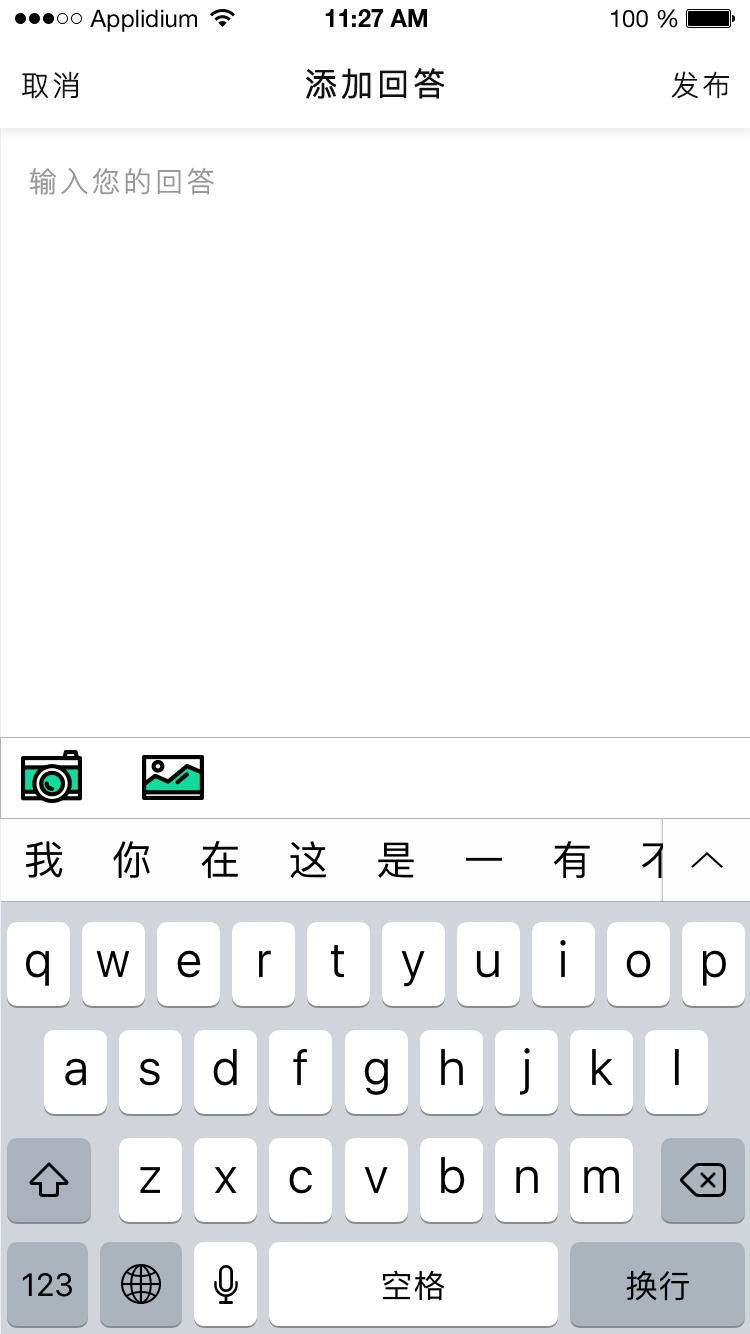 Applidium 11:27 AM 100 %
取消 添加回答 发布
输入您的回答
我 你 在 这 是 一 有 不
q w e r t y u i o p
a s d f g h j k l
z x c v b n m
123 空格 换行